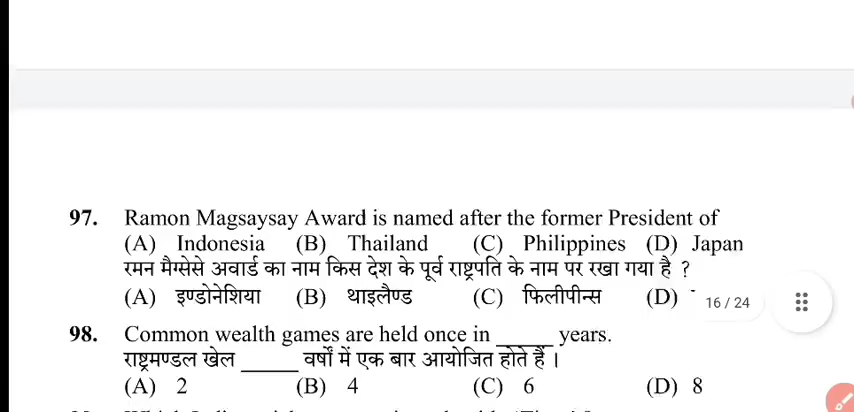 97. Ramon Magsaysay Award is named after the former President of
(A) Indonesia (B) Thailand (C) Philippines (D) Japan
रमन मैग्सेसे अवार्ड का नाम किस देश के पूर्व राष्ट्रपति के नाम पर रखा गया है ?
(A) इण्डोनेशिया (B) थाइलैण्ड (C) फिलीपीन्स (D)
16 / 24
98. Common wealth games are held once in _____ years.
राष्ट्रमण्डल खेल _____ वर्षों में एक बार आयोजित होते हैं ।
(A) 2 (B) 4 (C) 6 (D) 8